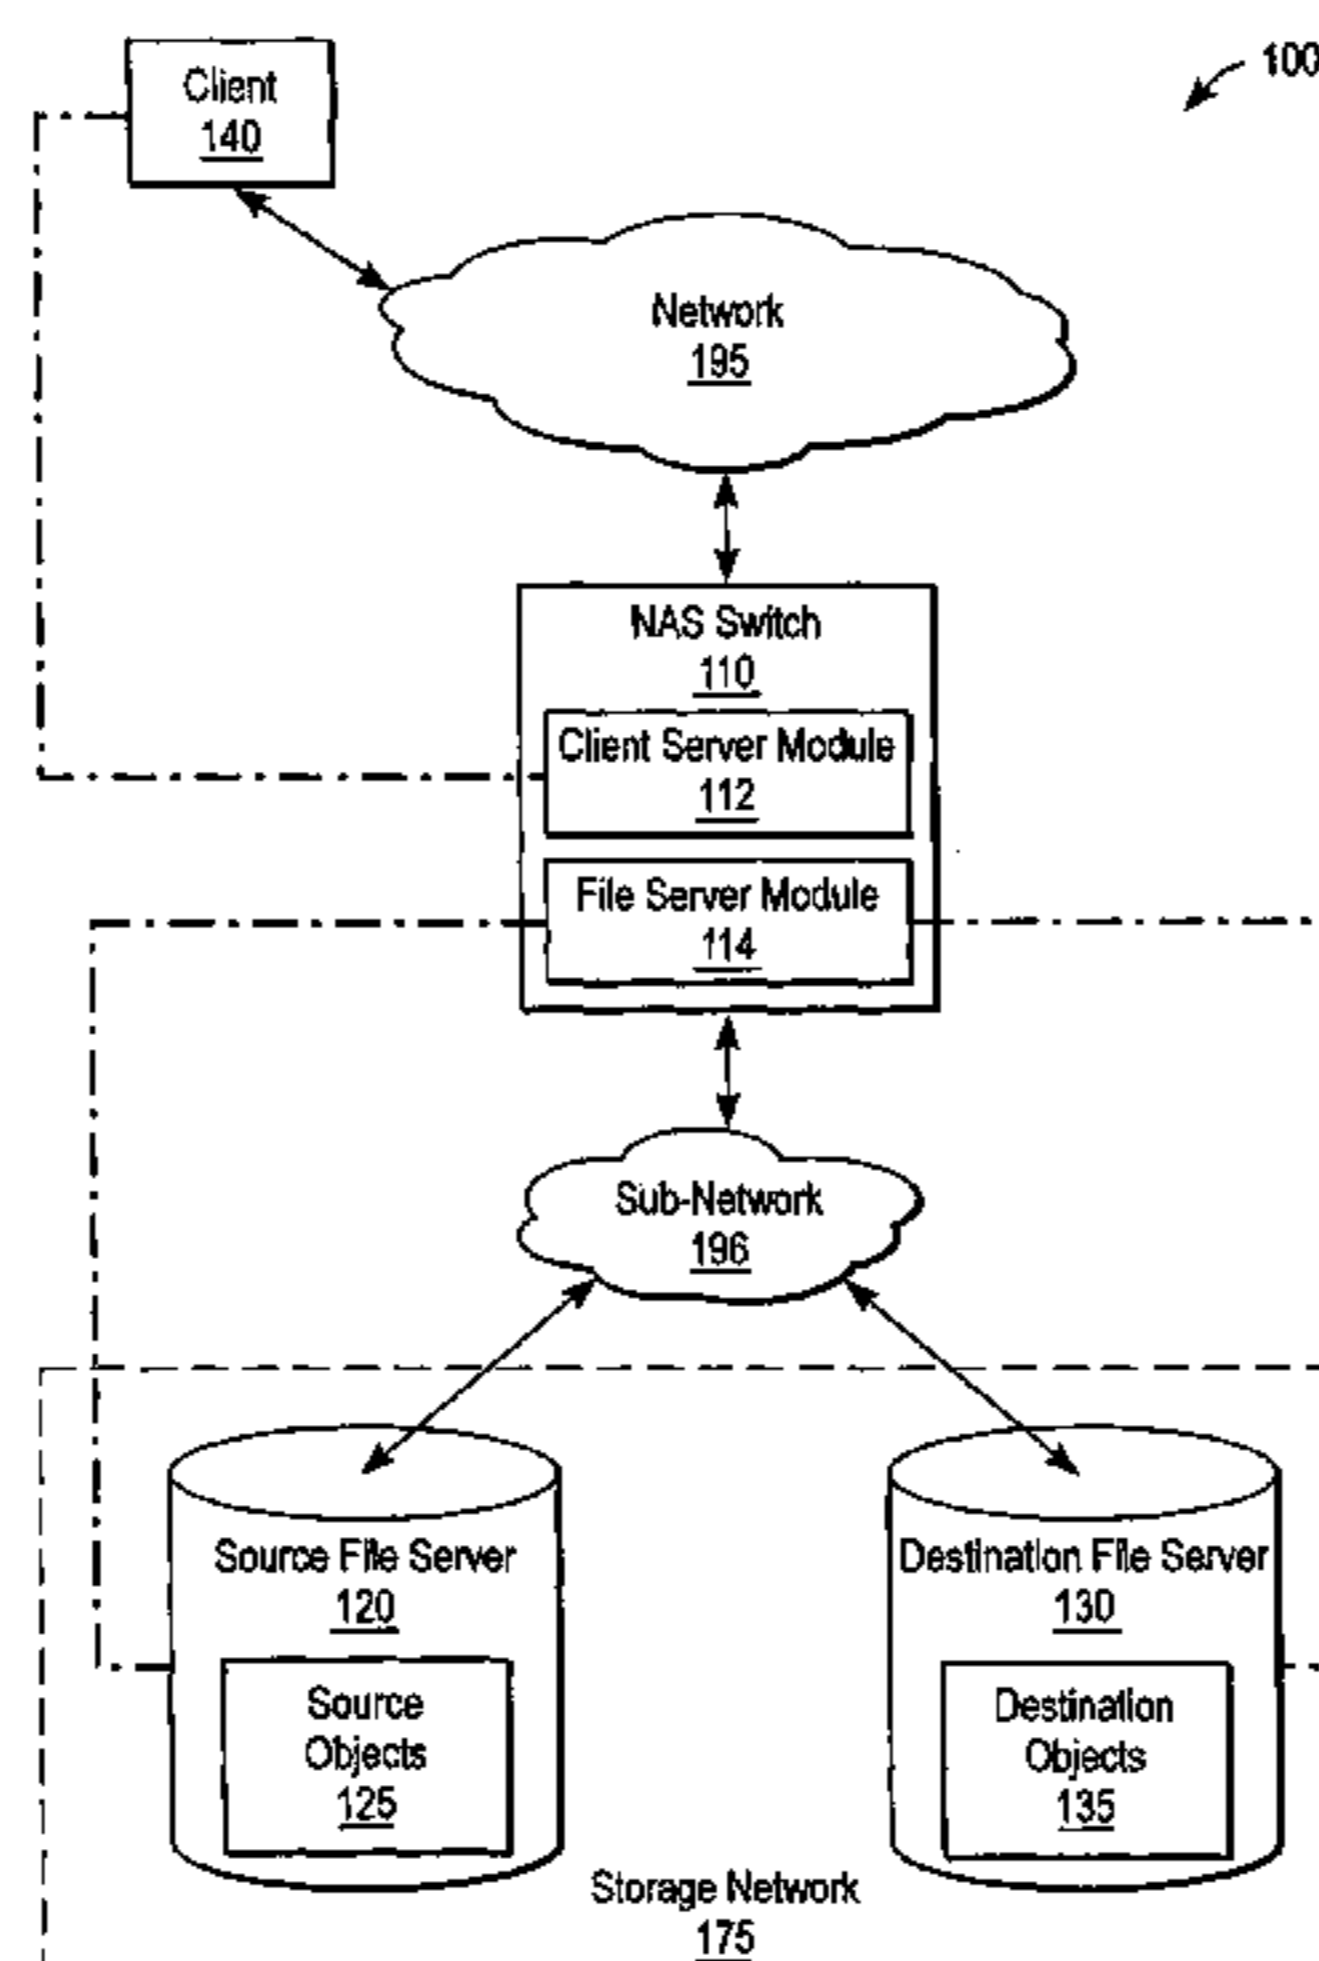 100
Client
140
Network
195
NAS Switch
110
Client Server Module
112
File Server Module
114
Sub-Network
196
Source File Server
120
Destination File Server
130
Source
Objects
125
Destination
Objects
135
Storage Network
175